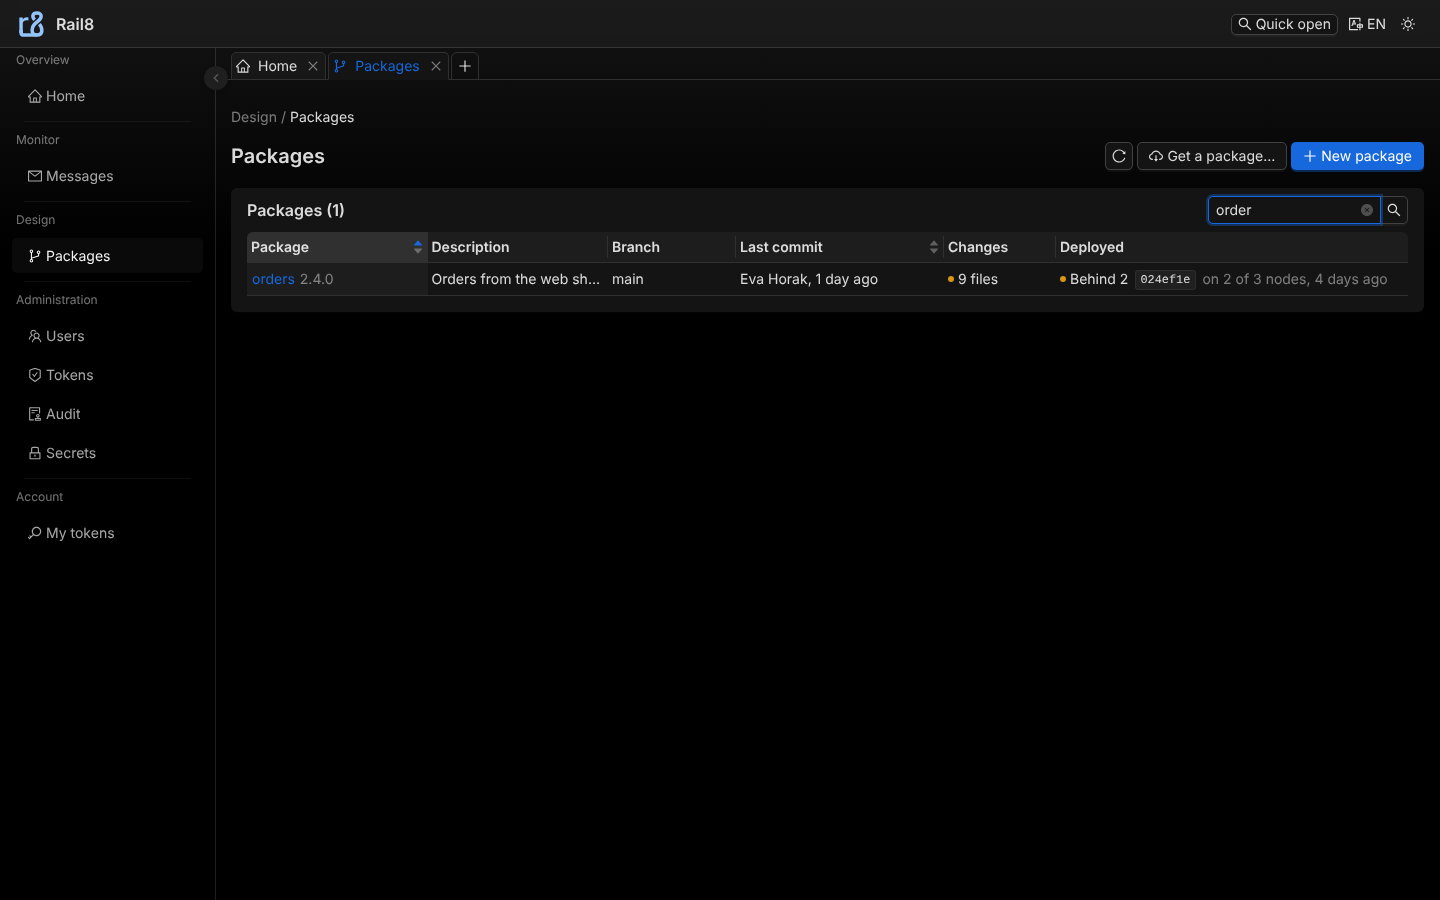 Rail8
Quick open
EN
Overview
Home
Monitor
Messages
Design
Packages
Administration
Users
Tokens
Audit
Secrets
Account
My tokens
Home
Packages
Design / Packages
Packages
Get a package...
New package
Packages (1)
order
Package Description Branch Last commit Changes Deployed
orders 2.4.0 Orders from the web sh... main Eva Horak, 1 day ago 9 files Behind 2 024ef1e on 2 of 3 nodes, 4 days ago